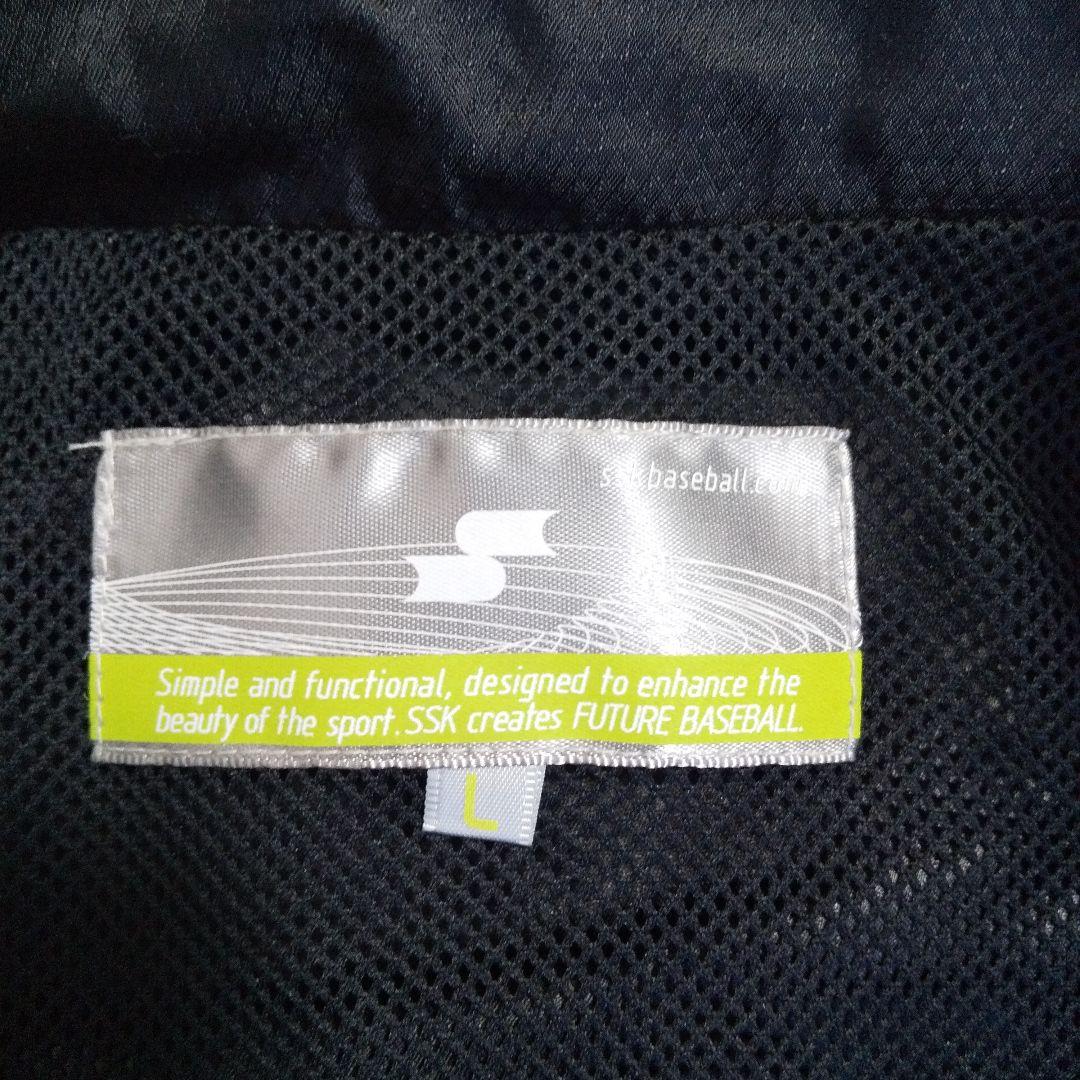 Simple and functional, designed to enhance the
beauty of the sport. SSK creates FUTURE BASEBALL.
L